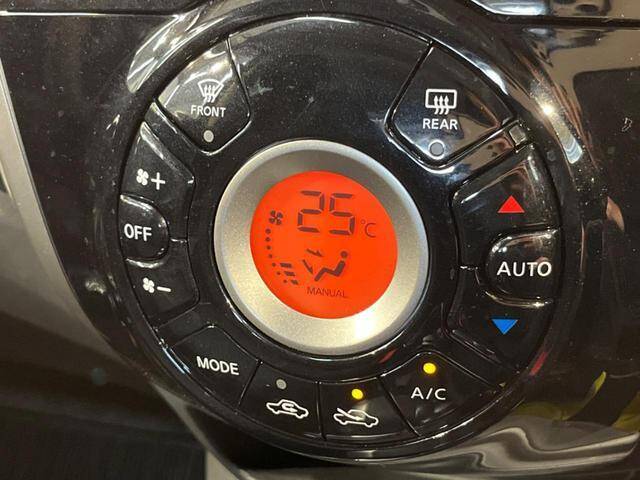 FRONT
REAR
+
OFF
-
25°C
MANUAL
AUTO
MODE
A/C